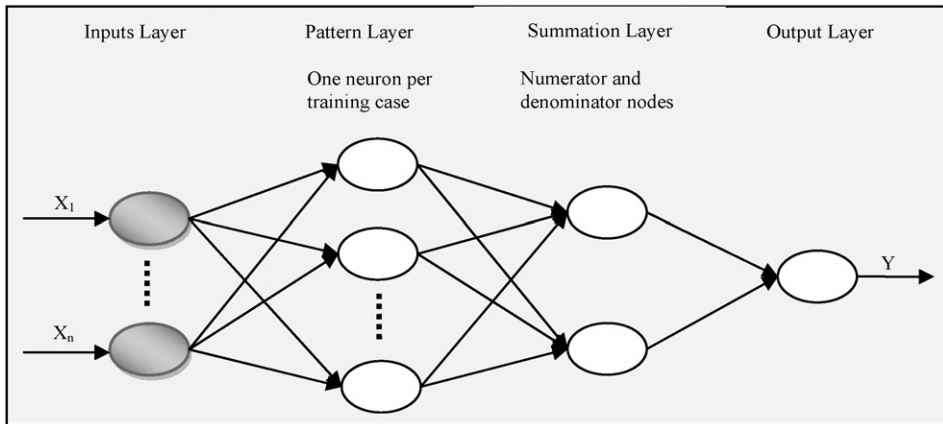 Inputs Layer
Pattern Layer
Summation Layer
Output Layer
One neuron per
training case
Numerator and
denominator nodes
X1
Y
Xn